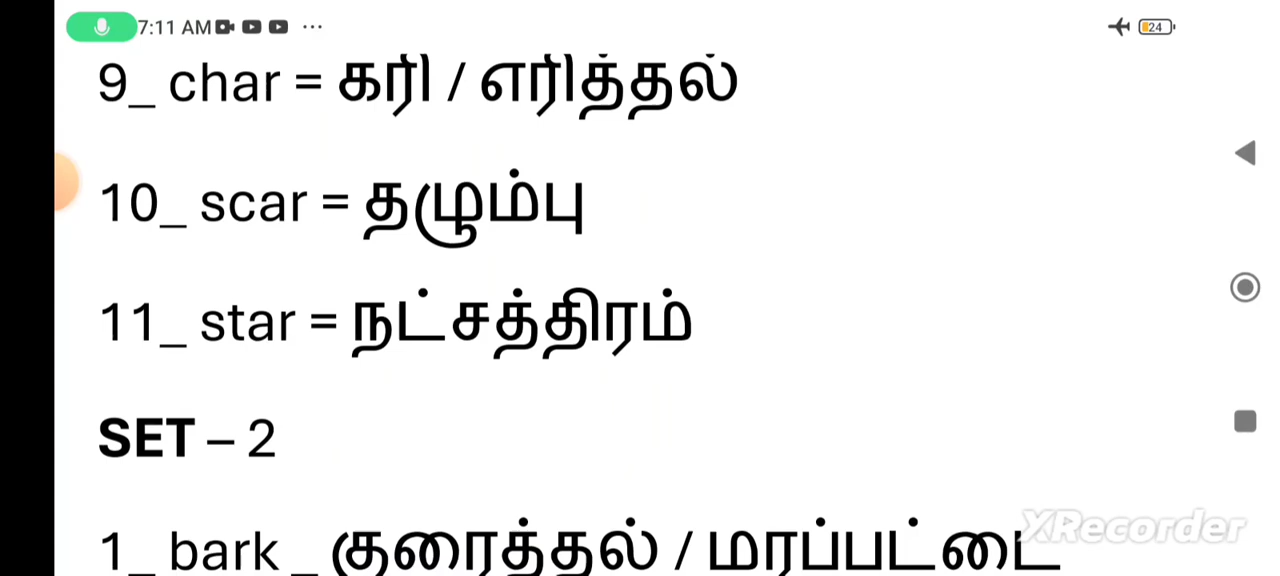 7:11 AM ... 24
9_ char = கரி / எரித்தல்
10_ scar = தழும்பு
11_ star = நட்சத்திரம்
SET – 2
1_ bark _ குரைத்தல் / மரப்பட்டை
XRecorder